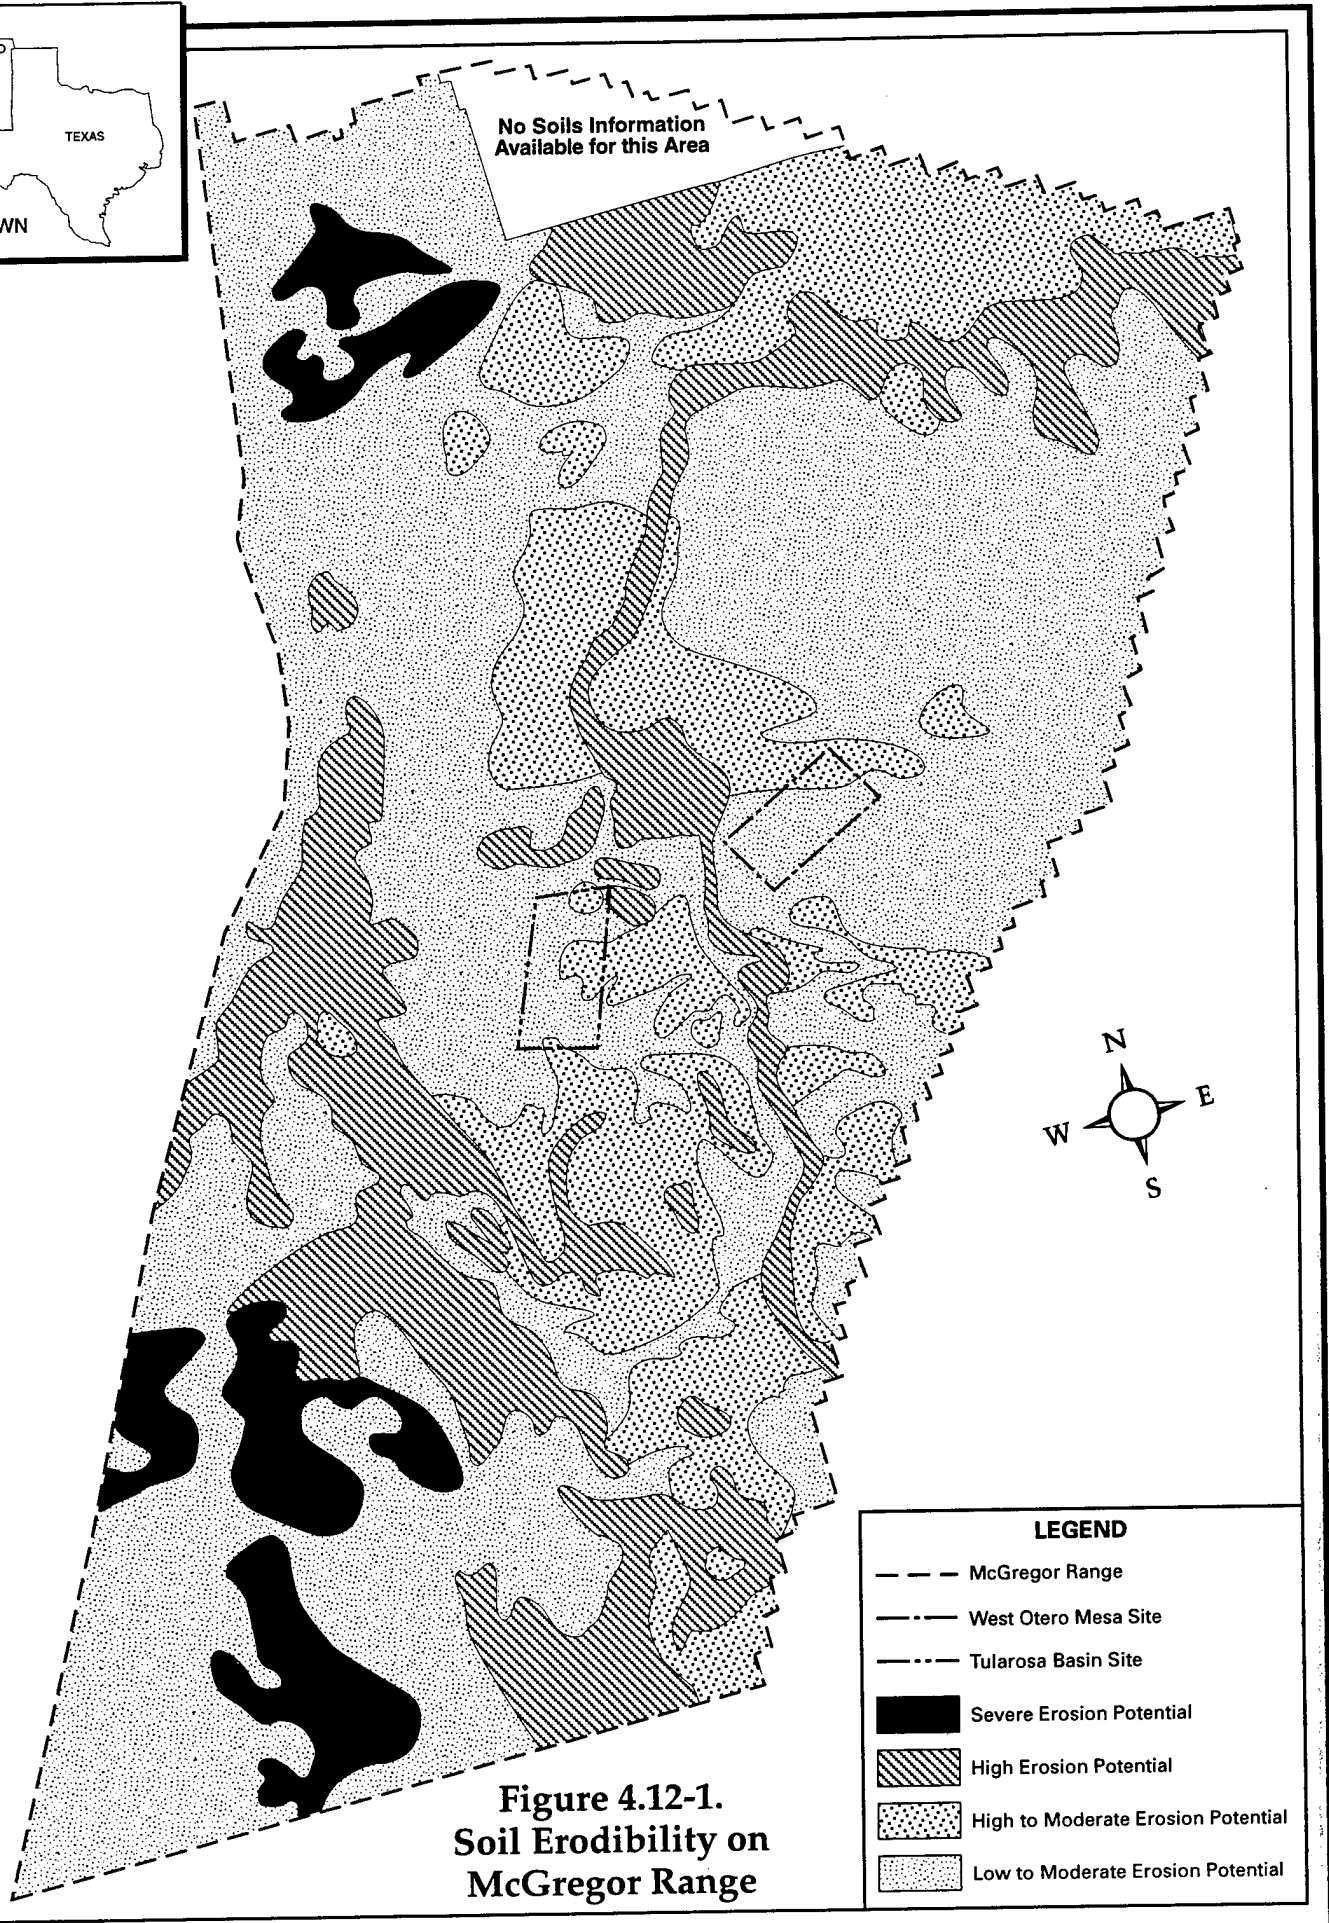 TEXAS
WN
No Soils Information
Available for this Area
N
E
W
S
LEGEND
McGregor Range
West Otero Mesa Site
Tularosa Basin Site
Severe Erosion Potential
High Erosion Potential
High to Moderate Erosion Potential
Low to Moderate Erosion Potential
Figure 4.12-1.
Soil Erodibility on
McGregor Range